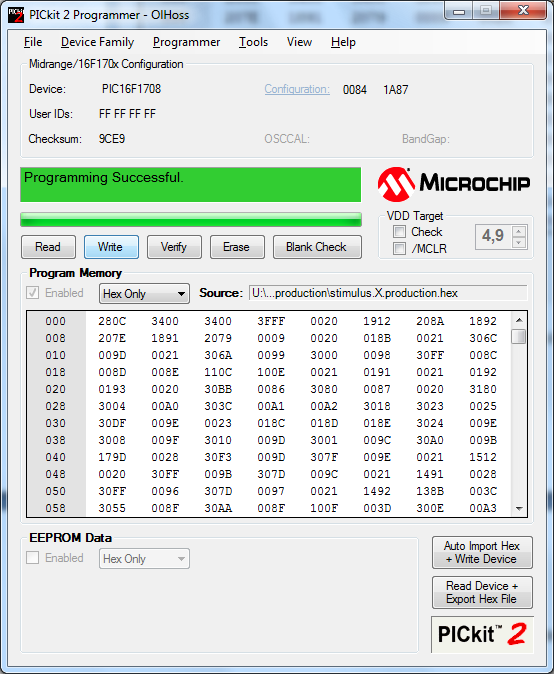 PICkit 2 Programmer - OlHoss
File Device Family Programmer Tools View Help
Midrange/16F170x Configuration
Device: PIC16F1708 Configuration: 0084 1A87
User IDs: FF FF FF FF
Checksum: 9CE9 OSCCAL: BandGap:
Programming Successful.
MICROCHIP
VDD Target
Check
/MCLR
4,9
Read Write Verify Erase Blank Check
Program Memory
Enabled Hex Only Source: U:\...production\stimulus.X.production.hex
000 280C 3400 3400 3FFF 0020 1912 208A 1892
008 207E 1891 2079 0009 0020 018B 0021 306C
010 009D 0021 306A 0099 3000 0098 30FF 008C
018 008D 008E 110C 100E 0021 0191 0021 0192
020 0193 0020 30BB 0086 3080 0087 0020 3180
028 3004 00A0 303C 00A1 00A2 3018 3023 0025
030 30DF 009E 0023 018C 018D 018E 3024 009E
038 3008 009F 3010 009D 3001 009C 30A0 009B
040 179D 0028 30F3 009D 307F 009E 0021 1512
048 0020 30FF 009B 307D 009C 0021 1491 0028
050 30FF 0096 307D 0097 0021 1492 138B 003C
058 3055 008F 30AA 008F 100F 003D 300E 00A3
EEPROM Data
Enabled Hex Only
Auto Import Hex
+ Write Device
Read Device +
Export Hex File
PICkit™ 2